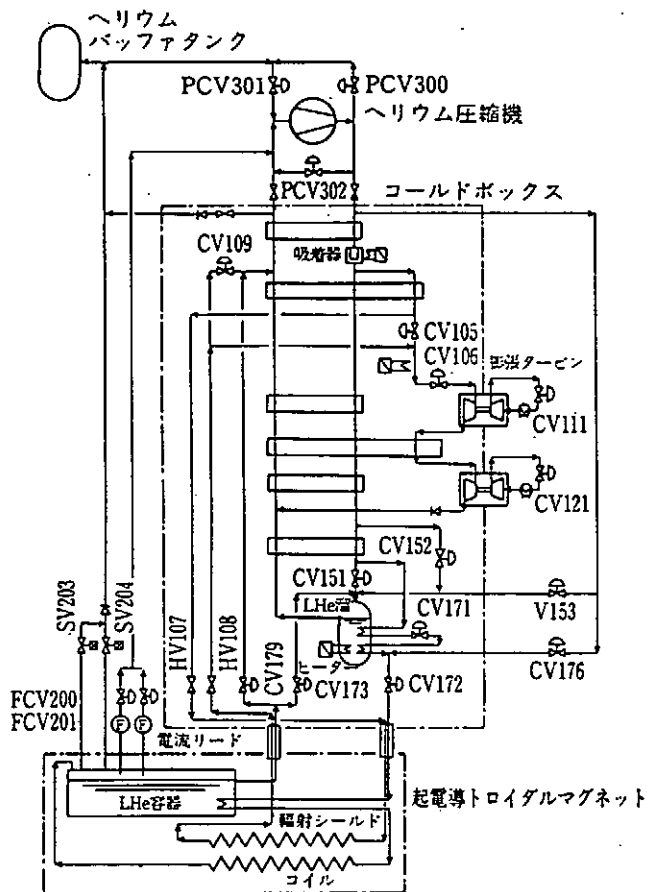 ヘリウム
バッファタンク
PCV301
PCV300
ヘリウム圧縮機
PCV302
コールドボックス
CV109
吸着器
CV105
CV106
膨張タービン
CV111
CV121
CV152
CV151
LHe溜
CV171
V153
SV203
SV204
HV107
HV108
CV179
ヒーター
CV173
CV172
CV176
FCV200
FCV201
F
F
電流リード
LHe容器
起電導トロイダルマグネット
輻射シールド
コイル